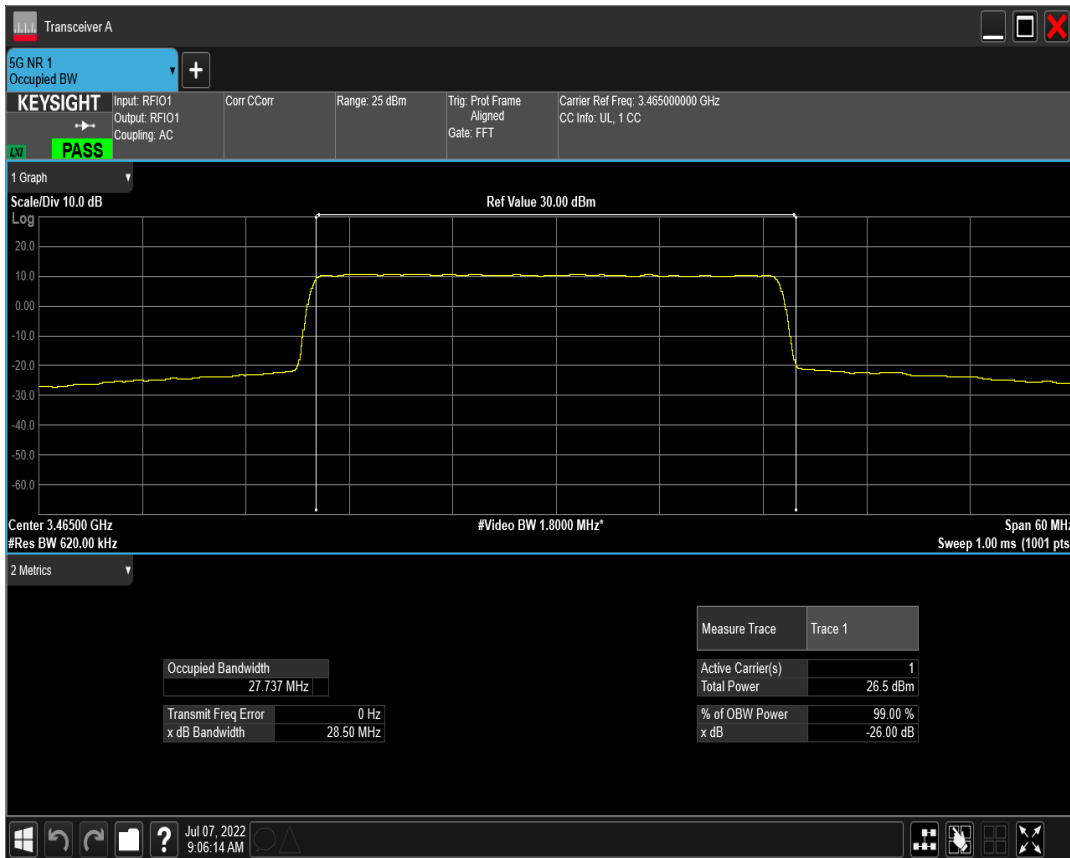 Transceiver A
5G NR 1
Occupied BW
+
KEYSIGHT
LXI
PASS
Input: RFIO1
Output: RFIO1
Coupling: AC
Corr CCorr
Range: 25 dBm
Trig: Prot Frame
Aligned
Gate: FFT
Carrier Ref Freq: 3.465000000 GHz
CC Info: UL, 1 CC
1 Graph
Scale/Div 10.0 dB
Ref Value 30.00 dBm
Log
20.0
10.0
0.00
-10.0
-20.0
-30.0
-40.0
-50.0
-60.0
Center 3.46500 GHz
#Video BW 1.8000 MHz*
Span 60 MHz
#Res BW 620.00 kHz
Sweep 1.00 ms (1001 pts
2 Metrics
Measure Trace Trace 1
Occupied Bandwidth
27.737 MHz
Active Carrier(s) 1
Total Power 26.5 dBm
Transmit Freq Error 0 Hz
x dB Bandwidth 28.50 MHz
% of OBW Power 99.00 %
x dB -26.00 dB
?
Jul 07, 2022
9:06:14 AM